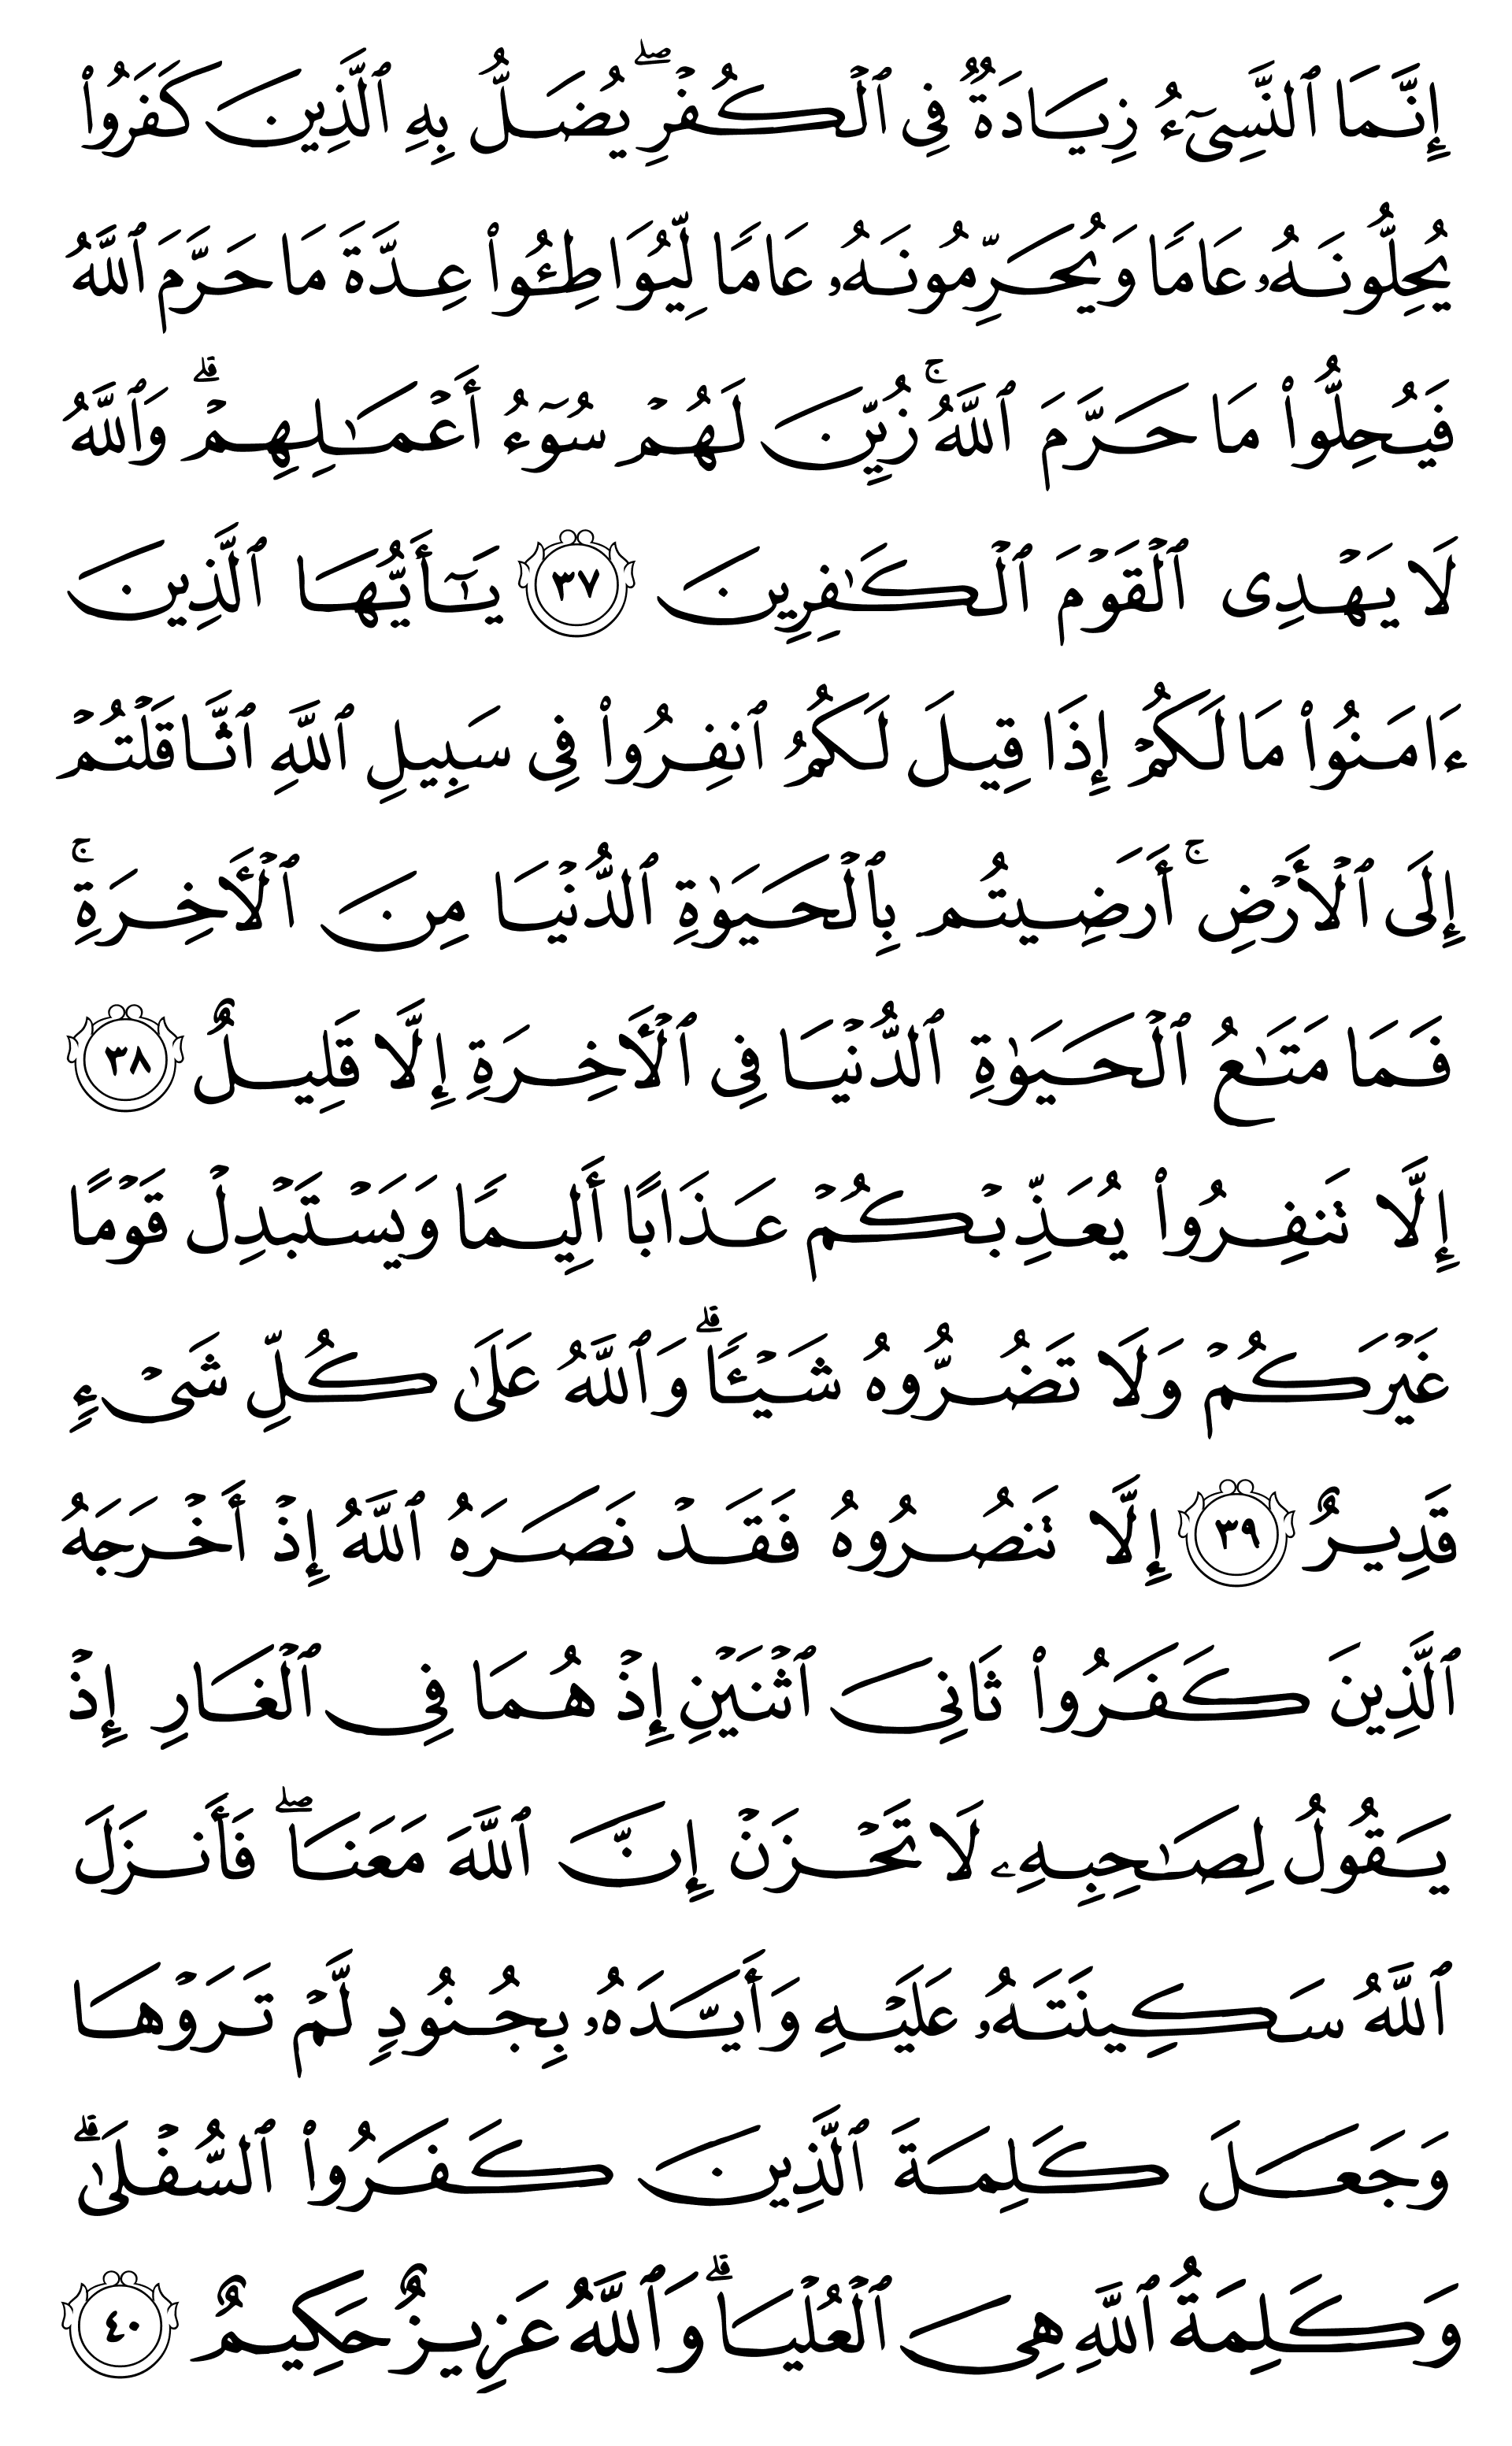 إِنَّمَا ٱلنَّسِىٓءُ زِيَادَةٌ فِى ٱلْكُفْرِ ۖ يُضَلُّ بِهِ ٱلَّذِينَ كَفَرُوا۟
يُحِلُّونَهُۥ عَامًا وَيُحَرِّمُونَهُۥ عَامًا لِّيُوَاطِـُٔوا۟ عِدَّةَ مَا حَرَّمَ ٱللَّهُ
فَيُحِلُّوا۟ مَا حَرَّمَ ٱللَّهُ ۚ زُيِّنَ لَهُمْ سُوٓءُ أَعْمَـٰلِهِمْ ۗ وَٱللَّهُ
لَا يَهْدِى ٱلْقَوْمَ ٱلْكَـٰفِرِينَ ٣٧ يَـٰٓأَيُّهَا ٱلَّذِينَ
ءَامَنُوا۟ مَا لَكُمْ إِذَا قِيلَ لَكُمُ ٱنفِرُوا۟ فِى سَبِيلِ ٱللَّهِ ٱثَّاقَلْتُمْ
إِلَى ٱلْأَرْضِ ۚ أَرَضِيتُم بِٱلْحَيَوٰةِ ٱلدُّنْيَا مِنَ ٱلْـَٔاخِرَةِ ۚ
فَمَا مَتَـٰعُ ٱلْحَيَوٰةِ ٱلدُّنْيَا فِى ٱلْـَٔاخِرَةِ إِلَّا قَلِيلٌ ٣٨
إِلَّا تَنفِرُوا۟ يُعَذِّبْكُمْ عَذَابًا أَلِيمًا وَيَسْتَبْدِلْ قَوْمًا
غَيْرَكُمْ وَلَا تَضُرُّوهُ شَيْـًٔا ۗ وَٱللَّهُ عَلَىٰ كُلِّ شَىْءٍ
قَدِيرٌ ٣٩ إِلَّا تَنصُرُوهُ فَقَدْ نَصَرَهُ ٱللَّهُ إِذْ أَخْرَجَهُ
ٱلَّذِينَ كَفَرُوا۟ ثَانِىَ ٱثْنَيْنِ إِذْ هُمَا فِى ٱلْغَارِ إِذْ
يَقُولُ لِصَـٰحِبِهِۦ لَا تَحْزَنْ إِنَّ ٱللَّهَ مَعَنَا ۖ فَأَنزَلَ
ٱللَّهُ سَكِينَتَهُۥ عَلَيْهِ وَأَيَّدَهُۥ بِجُنُودٍ لَّمْ تَرَوْهَا
وَجَعَلَ كَلِمَةَ ٱلَّذِينَ كَفَرُوا۟ ٱلسُّفْلَىٰ ۗ
وَكَلِمَةُ ٱللَّهِ هِىَ ٱلْعُلْيَا ۗ وَٱللَّهُ عَزِيزٌ حَكِيمٌ ٤٠